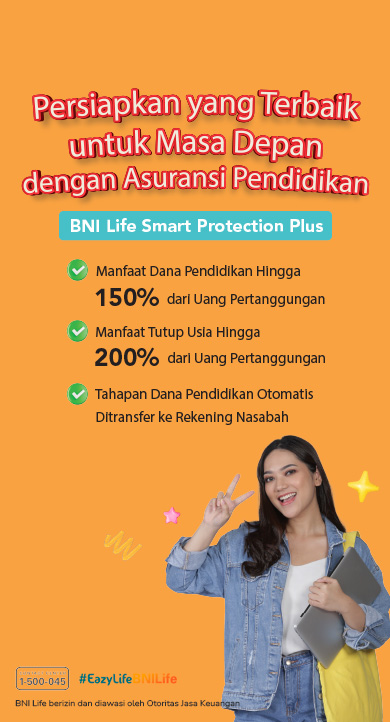 Persiapkan yang Terbaik
untuk Masa Depan
dengan Asuransi Pendidikan
BNI Life Smart Protection Plus
Manfaat Dana Pendidikan Hingga
150% dari Uang Pertanggungan
Manfaat Tutup Usia Hingga
200% dari Uang Pertanggungan
Tahapan Dana Pendidikan Otomatis
Ditransfer ke Rekening Nasabah
1-500-045
#EazyLifeBNILife
BNI Life berizin dan diawasi oleh Otoritas Jasa Keuangan